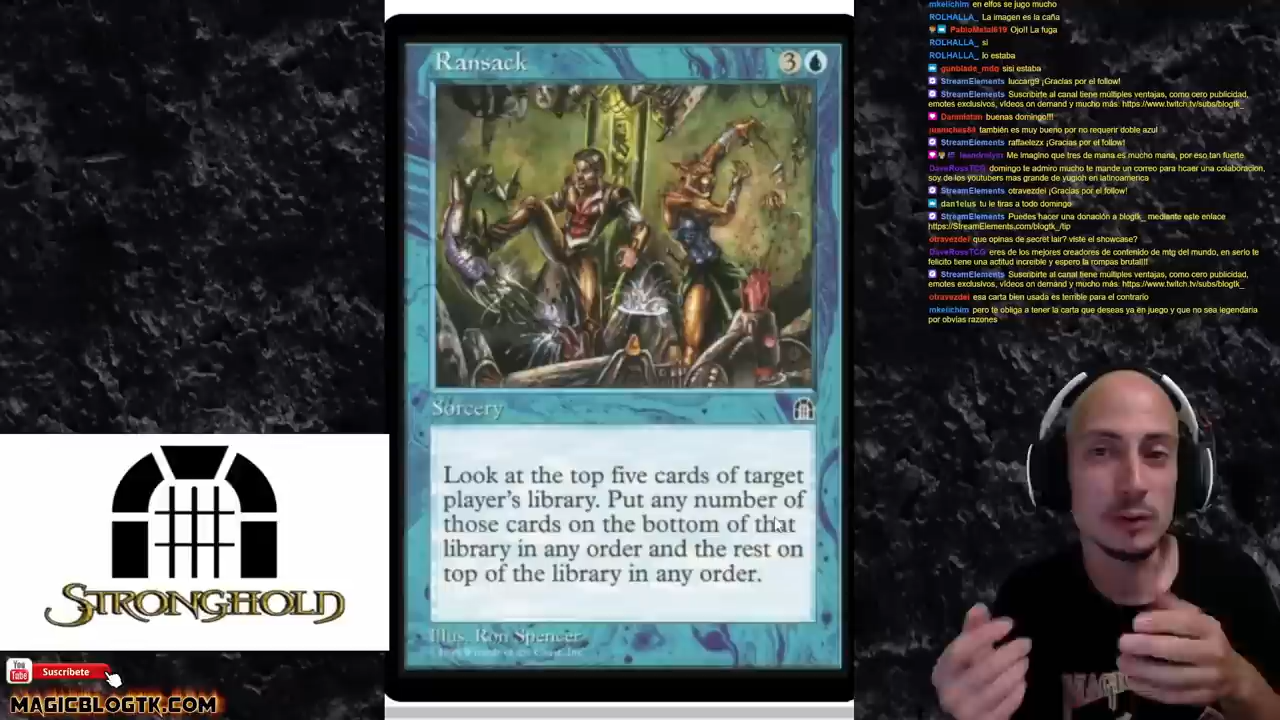 Ransack
3
Sorcery
Look at the top five cards of target
player's library. Put any number of
those cards on the bottom of that
library in any order and the rest on
top of the library in any order.
Illus. Ron Spencer
STRONGHOLD
You
Tube
Suscríbete
MAGICBLOGTK.COM
mkelichim en elfos se jugo mucho
ROLHALLA_ La imagen es la caña
PabloMetal619 Ojo!! La fuga
ROLHALLA_ si
ROLHALLA_ lo estaba
gunblade_mdq sisi estaba
StreamElements luccarg9 ¡Gracias por el follow!
StreamElements Suscribirte al canal tiene múltiples ventajas, como cero publicidad,
emotes exclusivos, vídeos on demand y mucho más: https://www.twitch.tv/subs/blogtk_
buenas domingo!!!
también es muy bueno por no requerir doble azul
StreamElements raffaelezx ¡Gracias por el follow!
Me imagino que tres de mana es mucho mana, por eso tan fuerte
DaveRossTCG domingo te admiro mucho te mande un correo para hcaer una colaboracion,
soy de los youtubers mas grande de yugioh en latinoamerica
StreamElements otravezdei ¡Gracias por el follow!
dan1elus tu le tiras a todo domingo
StreamElements Puedes hacer una donación a blogtk_ mediante este enlace
https://StreamElements.com/blogtk_/tip
otravezdei que opinas de secret lair? viste el showcase?
DaveRossTCG eres de los mejores creadores de contenido de mtg del mundo, en serio te
felicito tiene una actitud increible y espero la rompas brutal!!!
StreamElements Suscribirte al canal tiene múltiples ventajas, como cero publicidad,
emotes exclusivos, vídeos on demand y mucho más: https://www.twitch.tv/subs/blogtk_
otravezdei esa carta bien usada es terrible para el contrario
mkelichim pero te obliga a tener la carta que deseas ya en juego y que no sea legendaria
por obvias razones